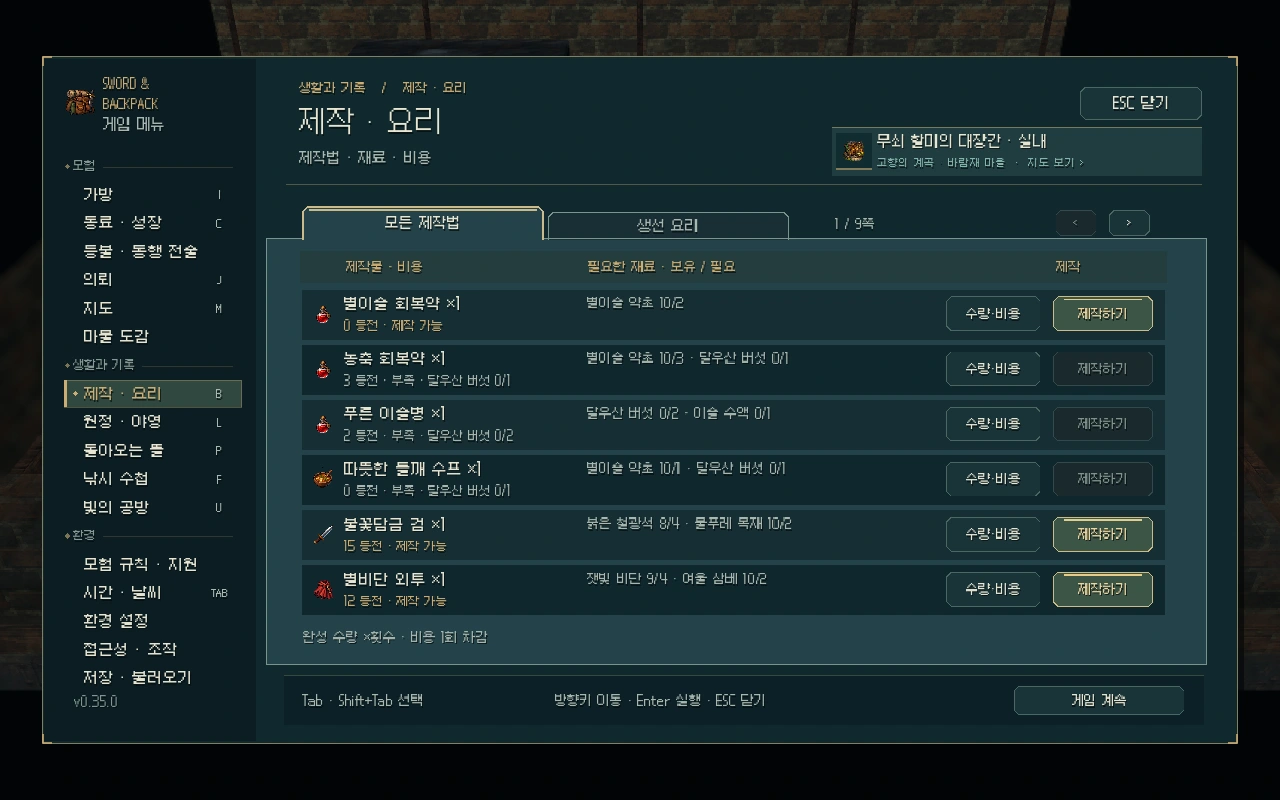 SWORD &
BACKPACK
게임 메뉴
모험
가방 I
동료 · 성장 C
등불 · 동행 전술
의뢰 J
지도 M
마물 도감
생활과 기록
제작 · 요리 B
원정 · 야영 L
돌아오는 뜰 P
낚시 수첩 F
빛의 공방 U
환경
모험 규칙 · 지원
시간 · 날씨 TAB
환경 설정
접근성 · 조작
저장 · 불러오기
v0.35.0
생활과 기록 / 제작 · 요리
제작 · 요리
제작법 · 재료 · 비용
ESC 닫기
무쇠 할미의 대장간 · 실내
고향의 계곡 · 바람재 마을 · 지도 보기 >
모든 제작법
생선 요리
1 / 9쪽
<
>
제작물 · 비용 필요한 재료 · 보유 / 필요 제작
별이슬 회복약 ×1 별이슬 약초 10/2
0 동전 · 제작 가능
수량·비용 제작하기
농축 회복약 ×1 별이슬 약초 10/3 · 달우산 버섯 0/1
3 동전 · 부족 · 달우산 버섯 0/1
수량·비용 제작하기
푸른 이슬병 ×1 달우산 버섯 0/2 · 이슬 수액 0/1
2 동전 · 부족 · 달우산 버섯 0/2
수량·비용 제작하기
따뜻한 들깨 수프 ×1 별이슬 약초 10/1 · 달우산 버섯 0/1
0 동전 · 부족 · 달우산 버섯 0/1
수량·비용 제작하기
불꽃담금 검 ×1 붉은 철광석 8/4 · 물푸레 목재 10/2
15 동전 · 제작 가능
수량·비용 제작하기
별비단 외투 ×1 잿빛 비단 9/4 · 여울 삼베 10/2
12 동전 · 제작 가능
수량·비용 제작하기
완성 수량 ×횟수 · 비용 1회 차감
Tab · Shift+Tab 선택
방향키 이동 · Enter 실행 · ESC 닫기
게임 계속